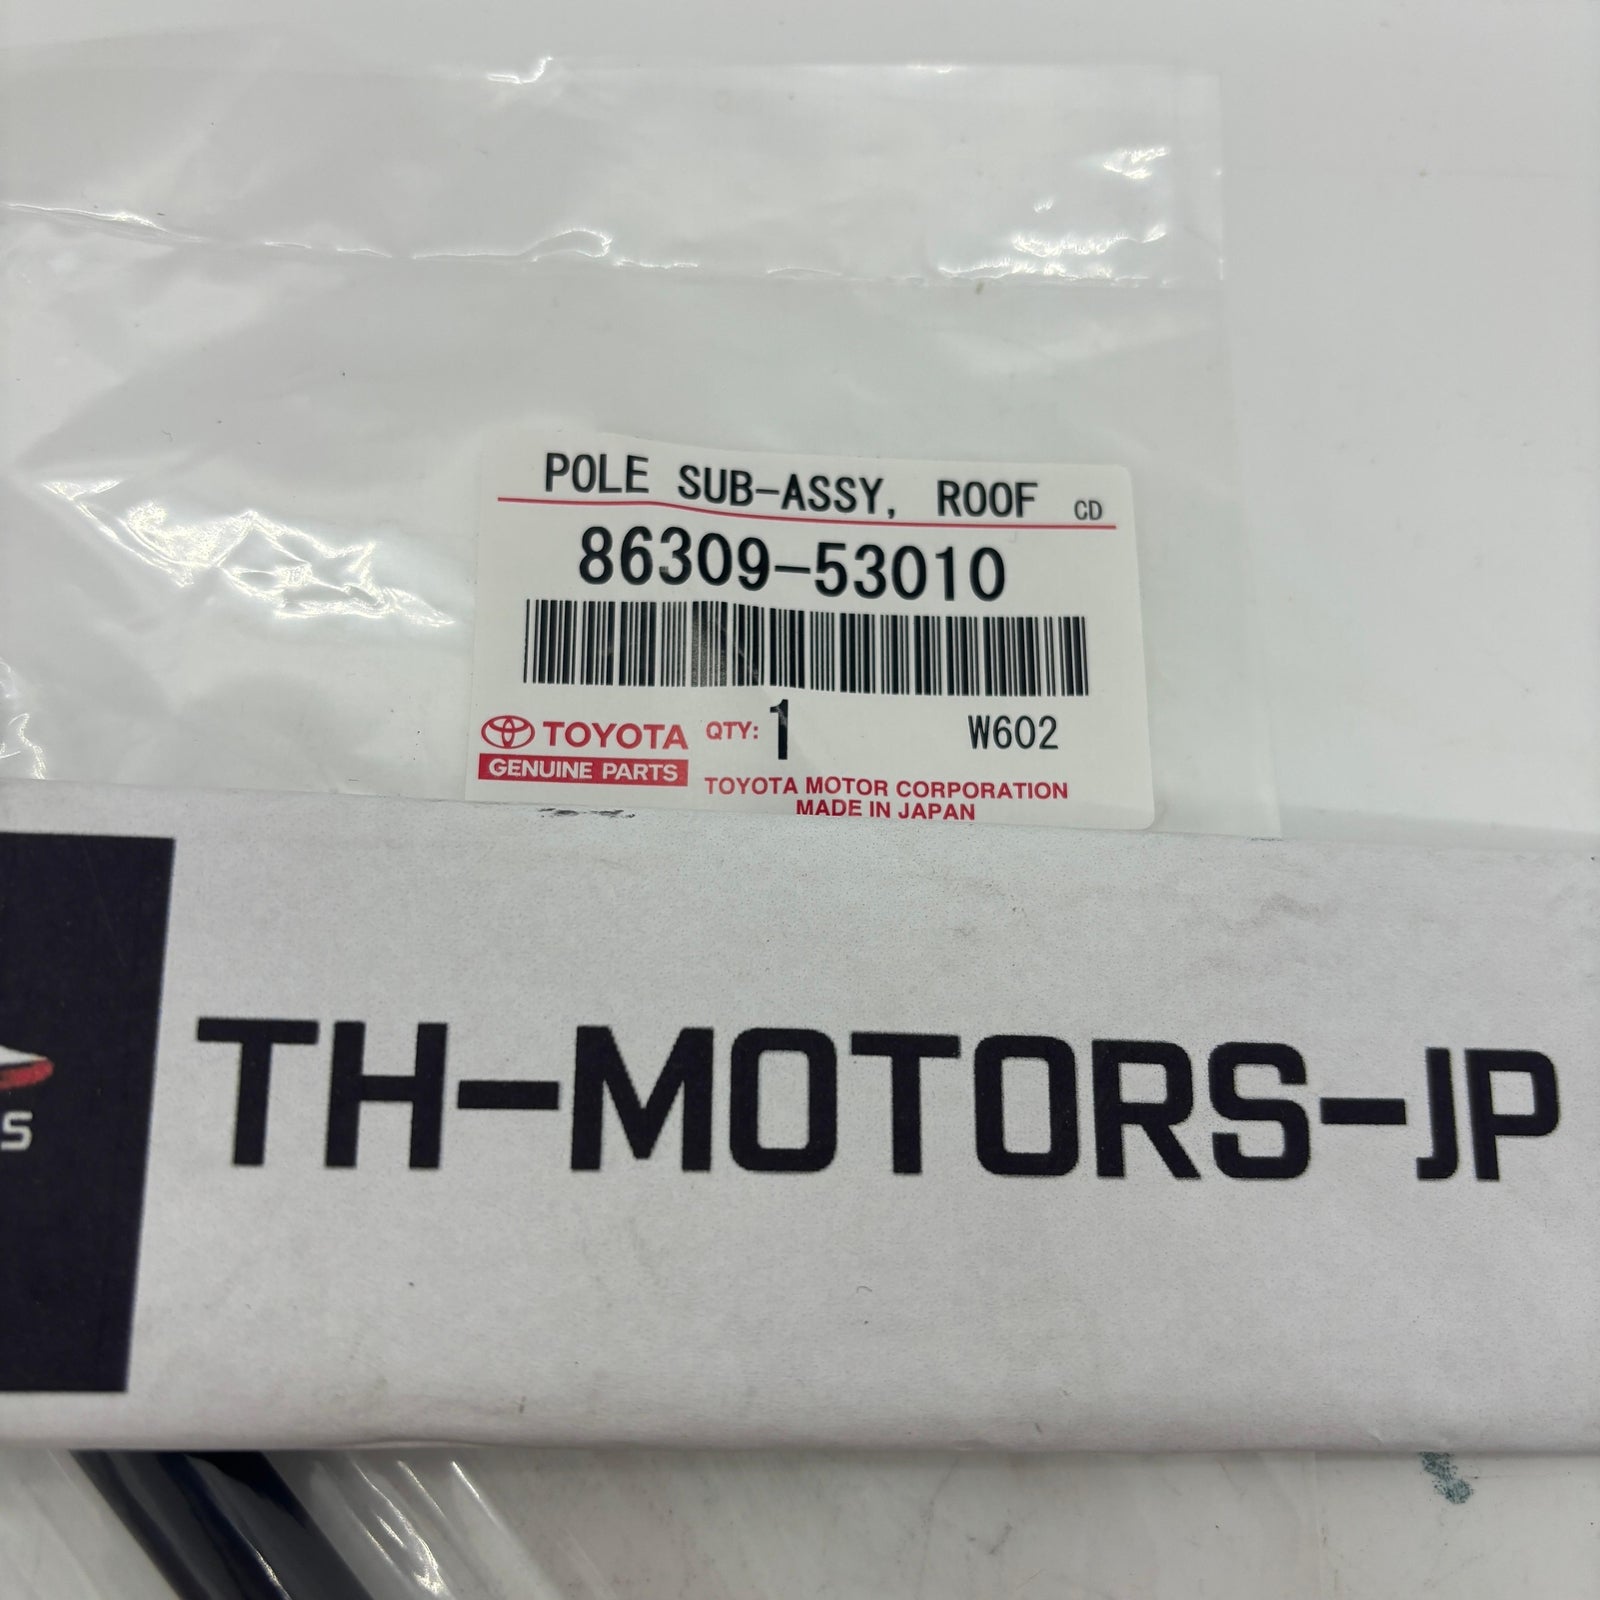 POLE SUB-ASSY, ROOF CD
86309-53010
TOYOTA QTY: 1 W602
GENUINE PARTS
TOYOTA MOTOR CORPORATION
MADE IN JAPAN
TH-MOTORS-JP